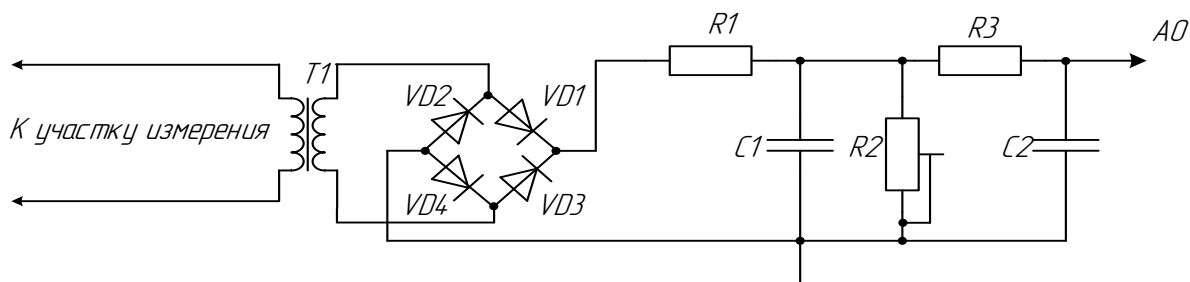 R1
R3
A0
T1
VD2
VD1
К участку измерения
C1
R2
C2
VD4
VD3